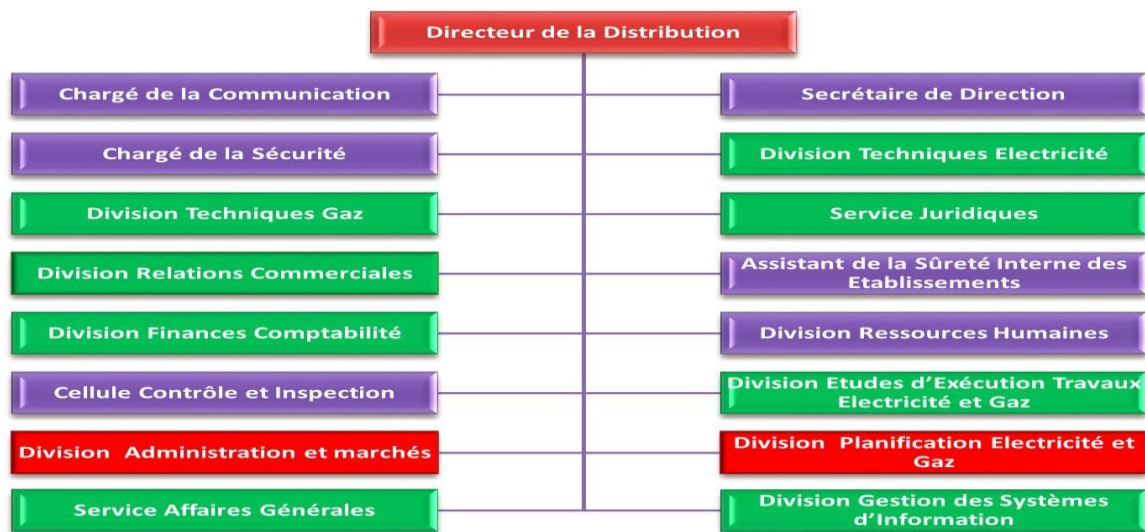 Directeur de la Distribution
Chargé de la Communication
Secrétaire de Direction
Chargé de la Sécurité
Division Techniques Electricité
Division Techniques Gaz
Service Juridiques
Division Relations Commerciales
Assistant de la Sûreté Interne des
Etablissements
Division Finances Comptabilité
Division Ressources Humaines
Cellule Contrôle et Inspection
Division Etudes d’Exécution Travaux
Electricité et Gaz
Division Administration et marchés
Division Planification Electricité et
Gaz
Service Affaires Générales
Division Gestion des Systèmes
d’Information